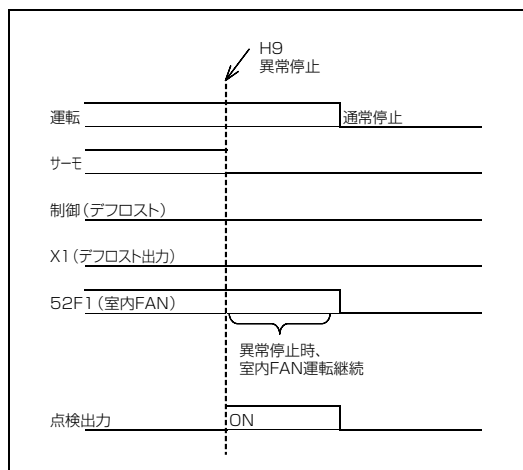 H9
異常停止
運転
通常停止
サーモ
制御(デフロスト)
X1(デフロスト出力)
52F1(室内FAN)
異常停止時、
室内FAN運転継続
点検出力
ON